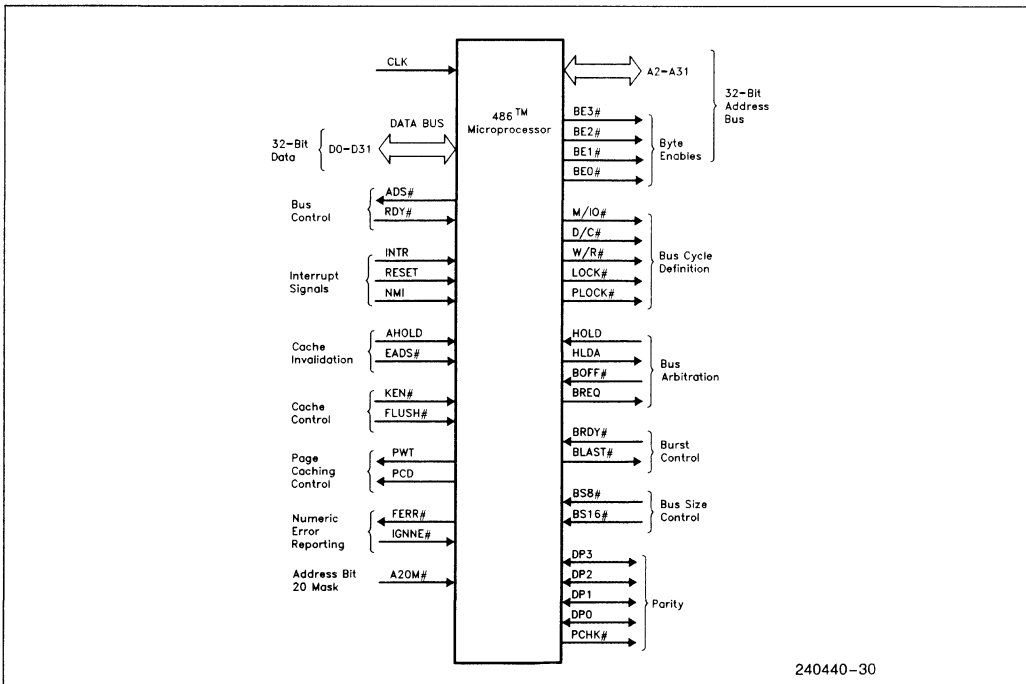 CLK
486™
Microprocessor
DATA BUS
32-Bit
Data
D0-D31
ADS#
RDY#
Bus
Control
INTR
RESET
NMI
Interrupt
Signals
AHOLD
EADS#
Cache
Invalidation
KEN#
FLUSH#
Cache
Control
PWT
PCD
Page
Caching
Control
FERR#
IGNNE#
Numeric
Error
Reporting
Address Bit
20 Mask
A20M#
A2-A31
32-Bit
Address
Bus
BE3#
BE2#
BE1#
BE0#
Byte
Enables
M/IO#
D/C#
W/R#
LOCK#
PLOCK#
Bus Cycle
Definition
HOLD
HLDA
BOFF#
BREQ
Bus
Arbitration
BRDY#
BLAST#
Burst
Control
BS8#
BS16#
Bus Size
Control
DP3
DP2
DP1
DP0
PCHK#
Parity
240440-30